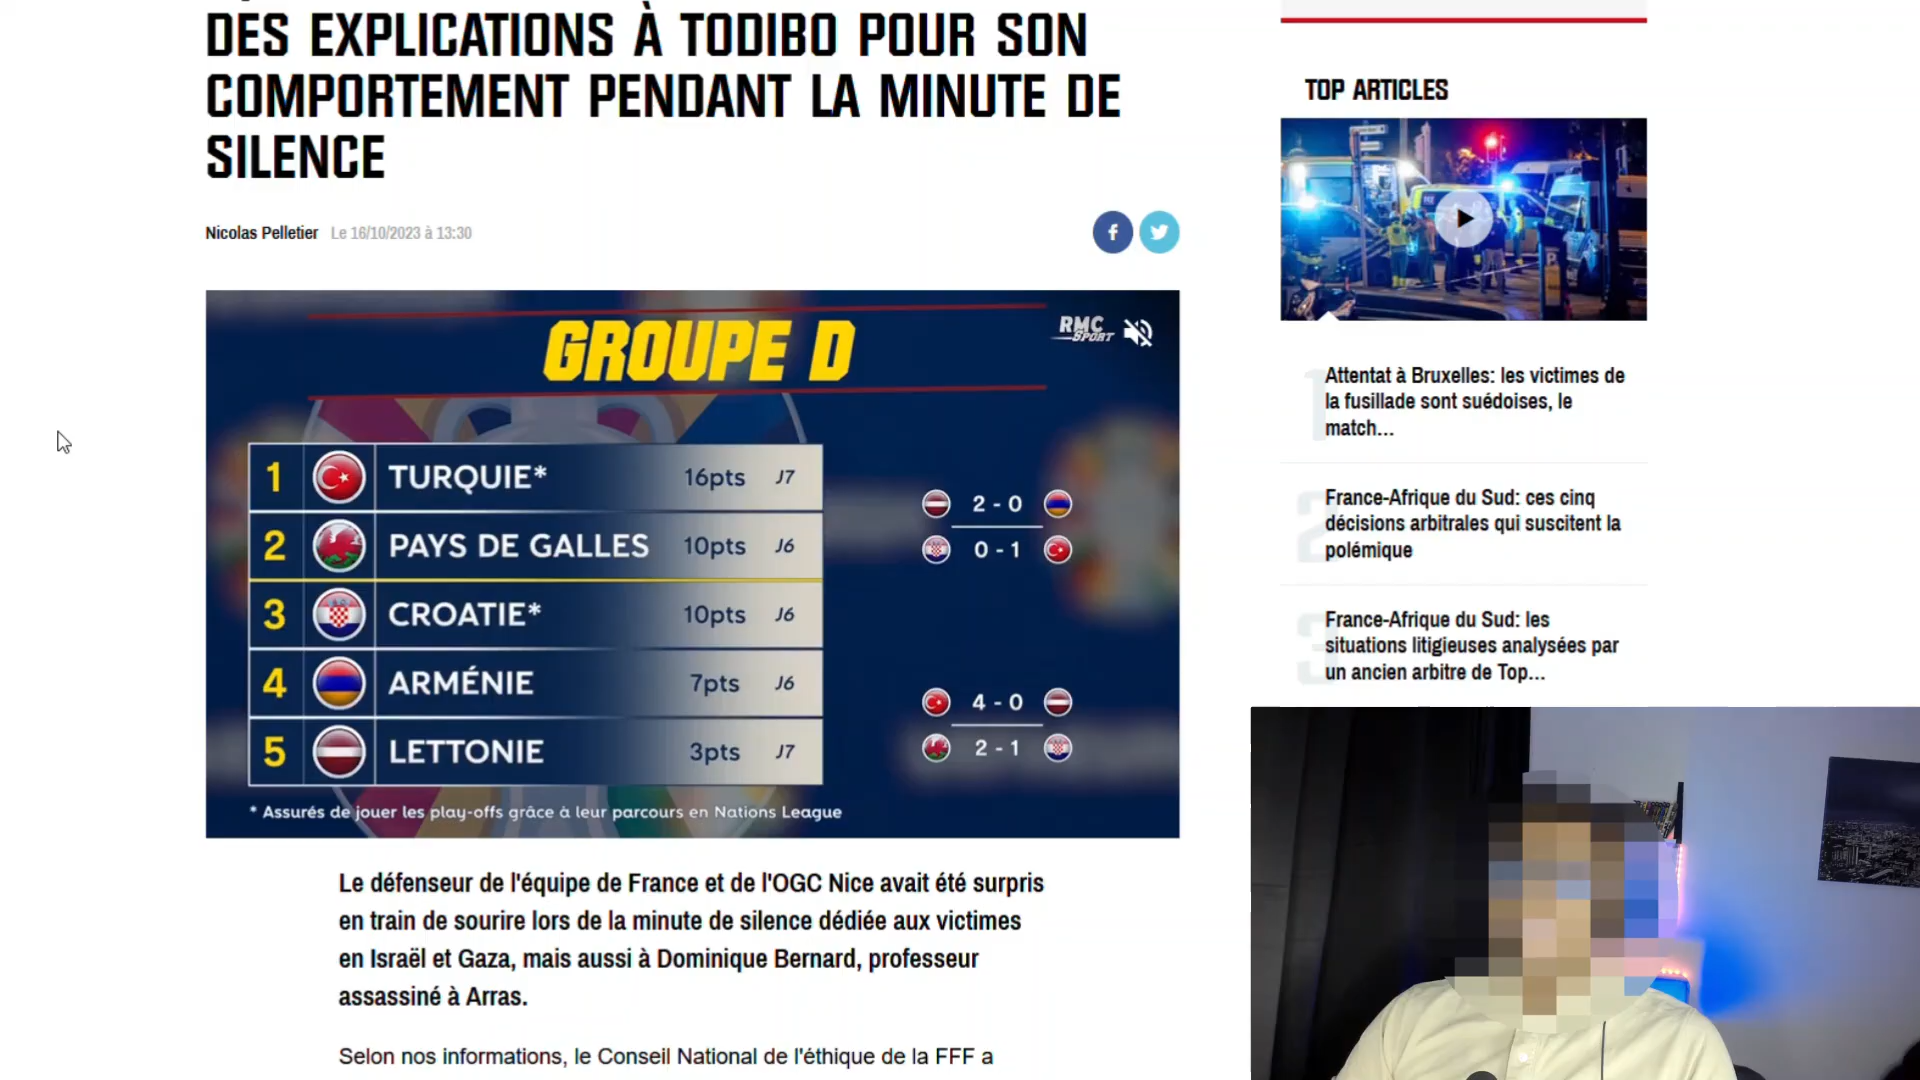 DES EXPLICATIONS À TODIBO POUR SON
COMPORTEMENT PENDANT LA MINUTE DE
SILENCE
Nicolas Pelletier Le 16/10/2023 à 13:30
GROUPE D
RMC
SPORT
1 TURQUIE* 16pts J7
2 PAYS DE GALLES 10pts J6
3 CROATIE* 10pts J6
4 ARMÉNIE 7pts J6
5 LETTONIE 3pts J7
2 - 0
0 - 1
4 - 0
2 - 1
* Assurés de jouer les play-offs grâce à leur parcours en Nations League
Le défenseur de l'équipe de France et de l'OGC Nice avait été surpris
en train de sourire lors de la minute de silence dédiée aux victimes
en Israël et Gaza, mais aussi à Dominique Bernard, professeur
assassiné à Arras.
Selon nos informations, le Conseil National de l'éthique de la FFF a
TOP ARTICLES
1
Attentat à Bruxelles: les victimes de
la fusillade sont suédoises, le
match...
2
France-Afrique du Sud: ces cinq
décisions arbitrales qui suscitent la
polémique
3
France-Afrique du Sud: les
situations litigieuses analysées par
un ancien arbitre de Top...